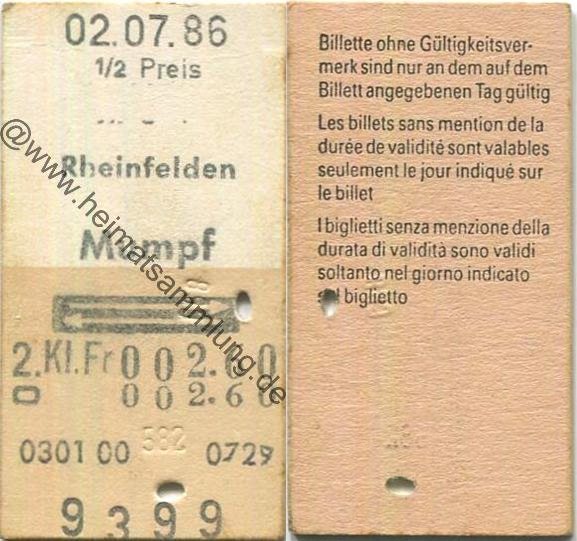 02.07.86
1/2 Preis
Rheinfelden
Mumpf
2.Kl.Fr 002.60
002.60
582
0301 00 0729
9399
@www.heimatsammlung.de
Billette ohne Gültigkeitsver-
merk sind nur an dem auf dem
Billett angegebenen Tag gültig
Les billets sans mention de la
durée de validité sont valables
seulement le jour indiqué sur
le billet
I biglietti senza menzione della
durata di validità sono validi
soltanto nel giorno indicato
sul biglietto